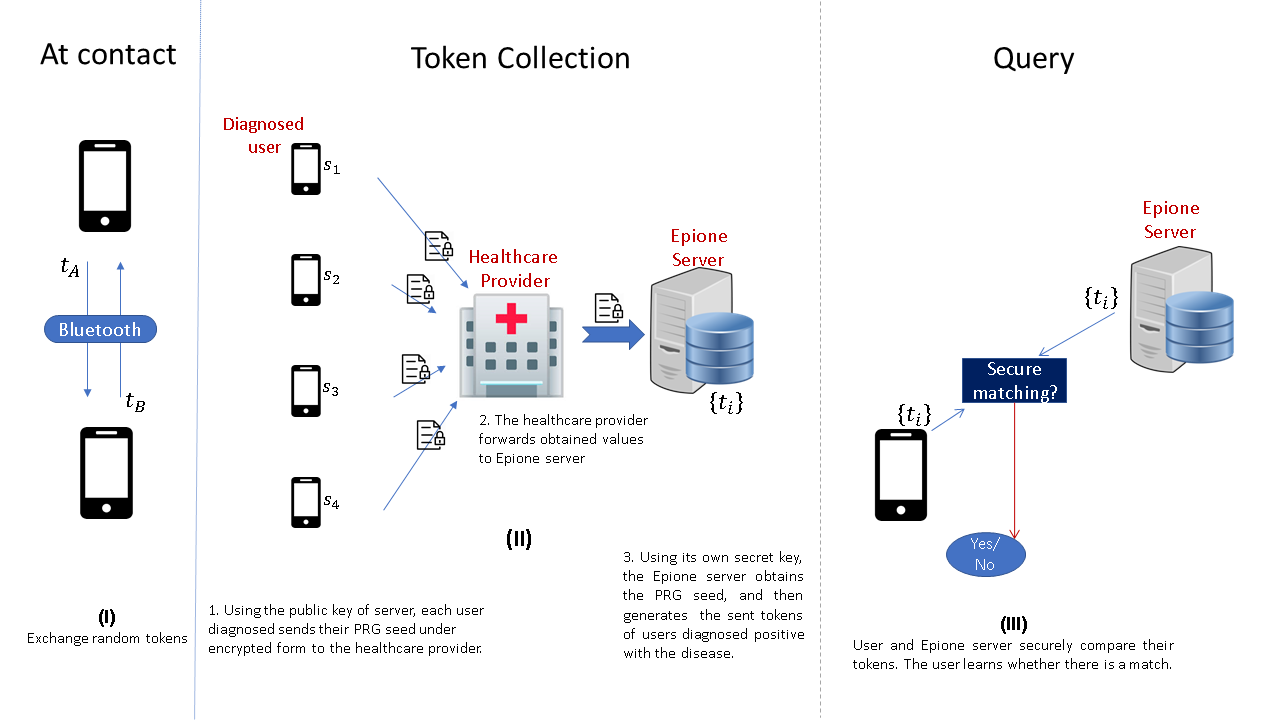 At contact
Token Collection
Query
t_A
Bluetooth
t_B
(I)
Exchange random tokens
Diagnosed
user
s_1
s_2
s_3
s_4
Healthcare
Provider
Epione
Server
{t_i}
2. The healthcare provider
forwards obtained values
to Epione server
(II)
1. Using the public key of server, each user
diagnosed sends their PRG seed under
encrypted form to the healthcare provider.
3. Using its own secret key,
the Epione server obtains
the PRG seed, and then
generates the sent tokens
of users diagnosed positive
with the disease.
Epione
Server
{t_i}
Secure
matching?
{t_i}
Yes/
No
(III)
User and Epione server securely compare their
tokens. The user learns whether there is a match.